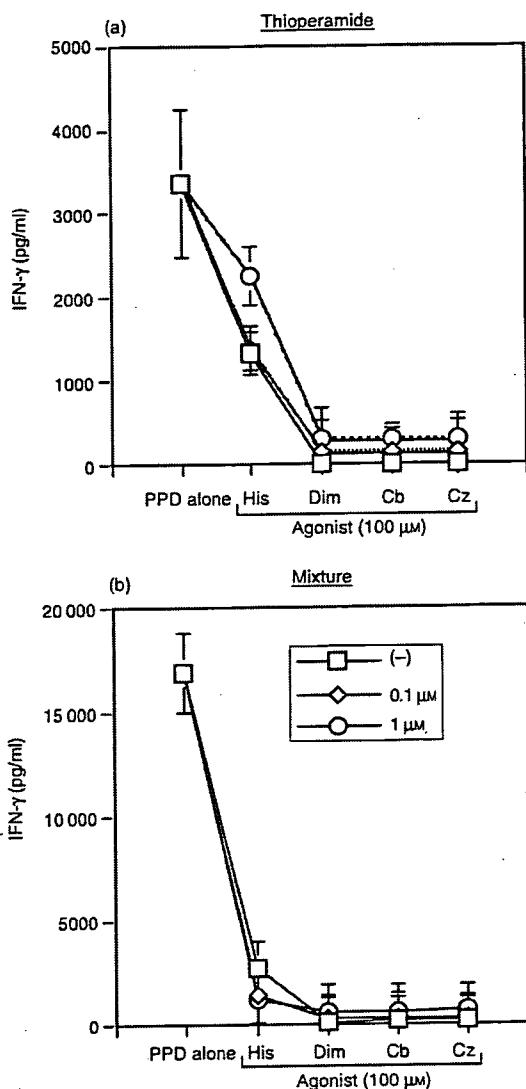 (a)
Thioperamide
5000
4000
3000
2000
1000
0
IFN-γ (pg/ml)
PPD alone His Dim Cb Cz
Agonist (100 μM)
(b)
Mixture
20 000
15 000
10 000
5000
0
IFN-γ (pg/ml)
(–)
0.1 μM
1 μM
PPD alone His Dim Cb Cz
Agonist (100 μM)